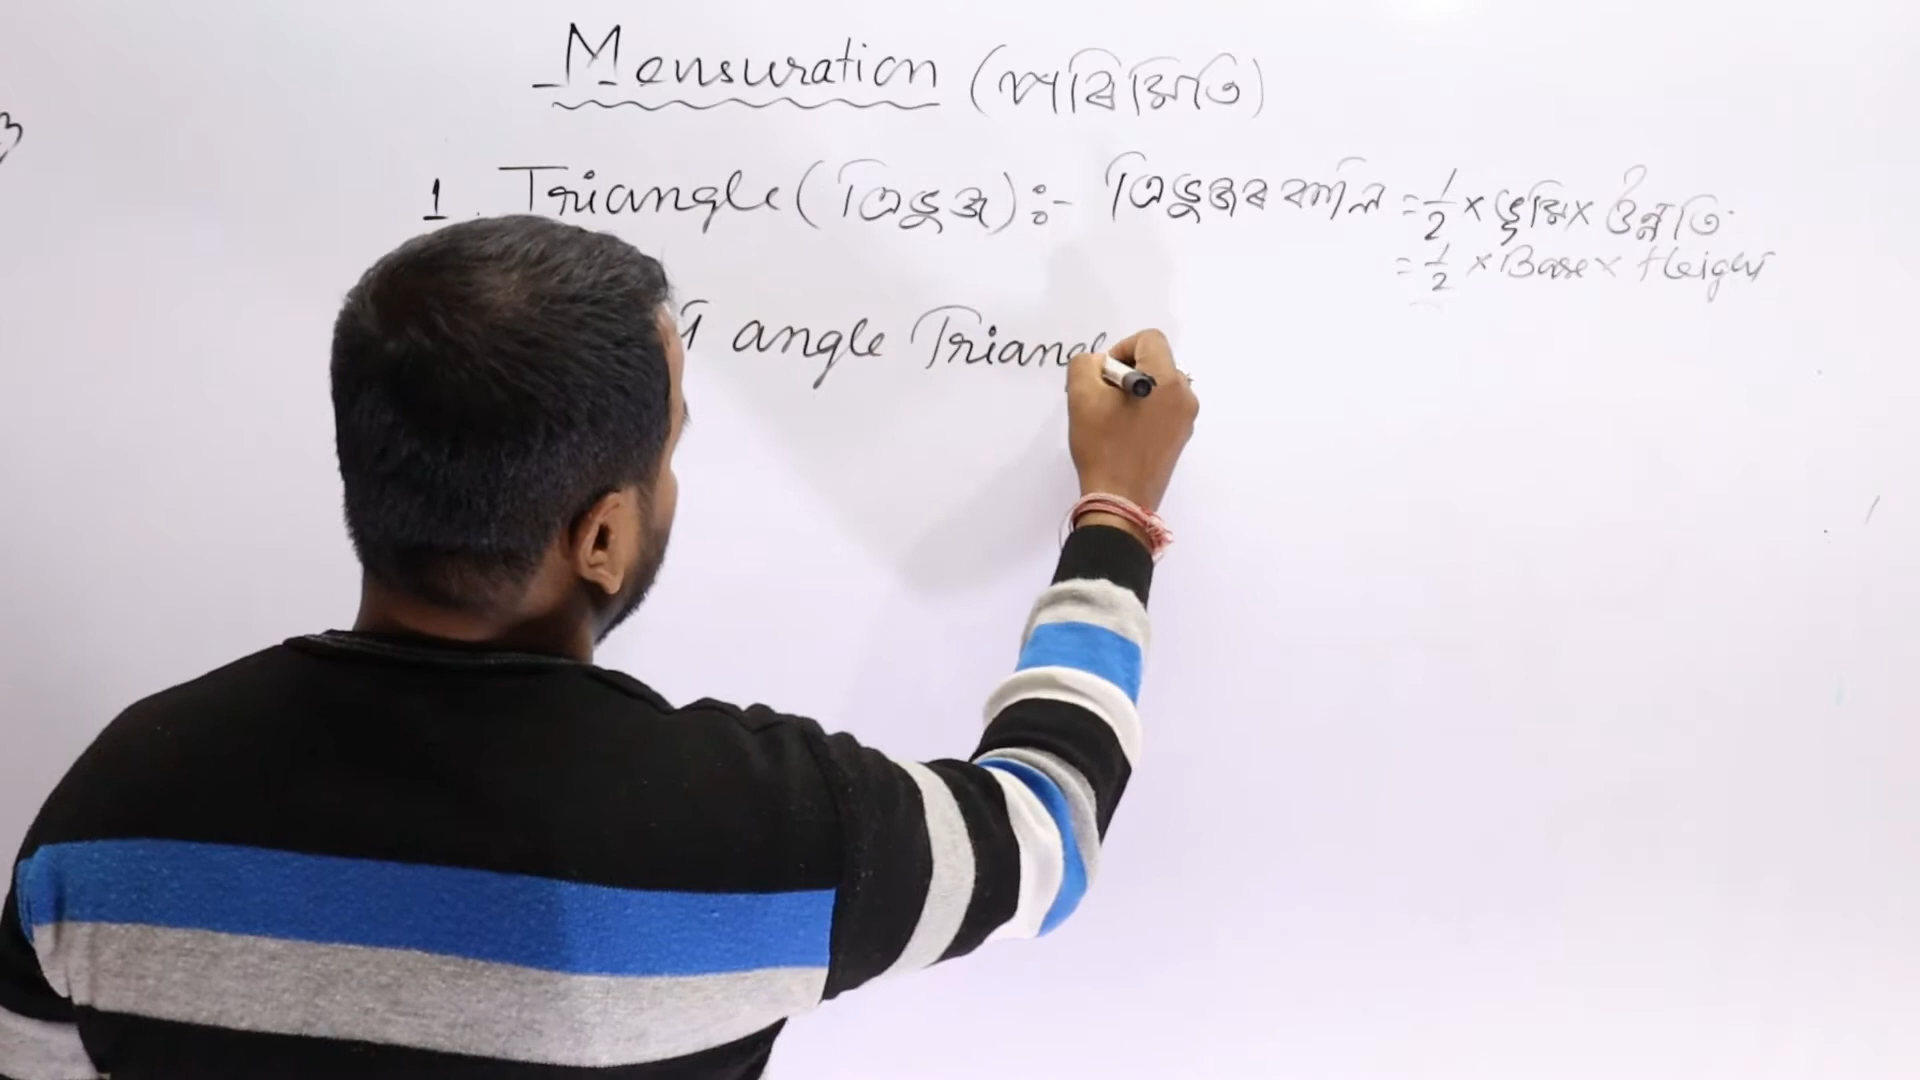 Mensuration (পৰিমিতি)
1. Triangle (ত্ৰিভুজ) :- ত্ৰিভুজৰ কালি = 1/2 × ভূমি × উন্নতি
= 1/2 × Base × Height
angle Triang